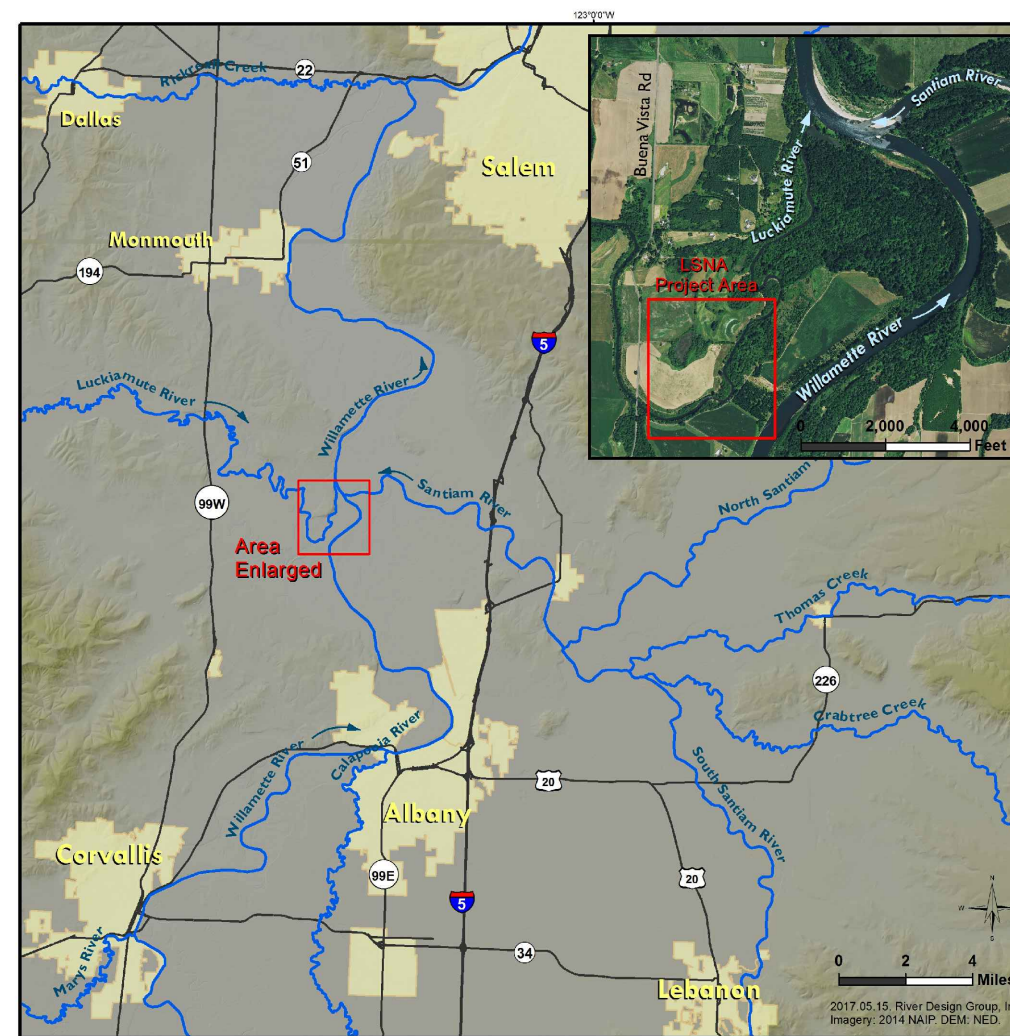 123°0'0"W
Rickreall Creek
22
Dallas
51
Salem
Monmouth
194
5
Luckiamute River
Willamette River
99W
Santiam River
North Santiam
Area
Enlarged
Thomas Creek
226
Crabtree Creek
Willamette River
Calapooia River
20
South Santiam River
Albany
Corvallis
99E
20
5
34
Marys River
Lebanon
Buena Vista Rd
Santiam River
Luckiamute River
LSNA
Project Area
Willamette River
0 2,000 4,000
Feet
N
W
S
0 2 4
Miles
2017.05.15. River Design Group, In
Imagery: 2014 NAIP. DEM: NED.